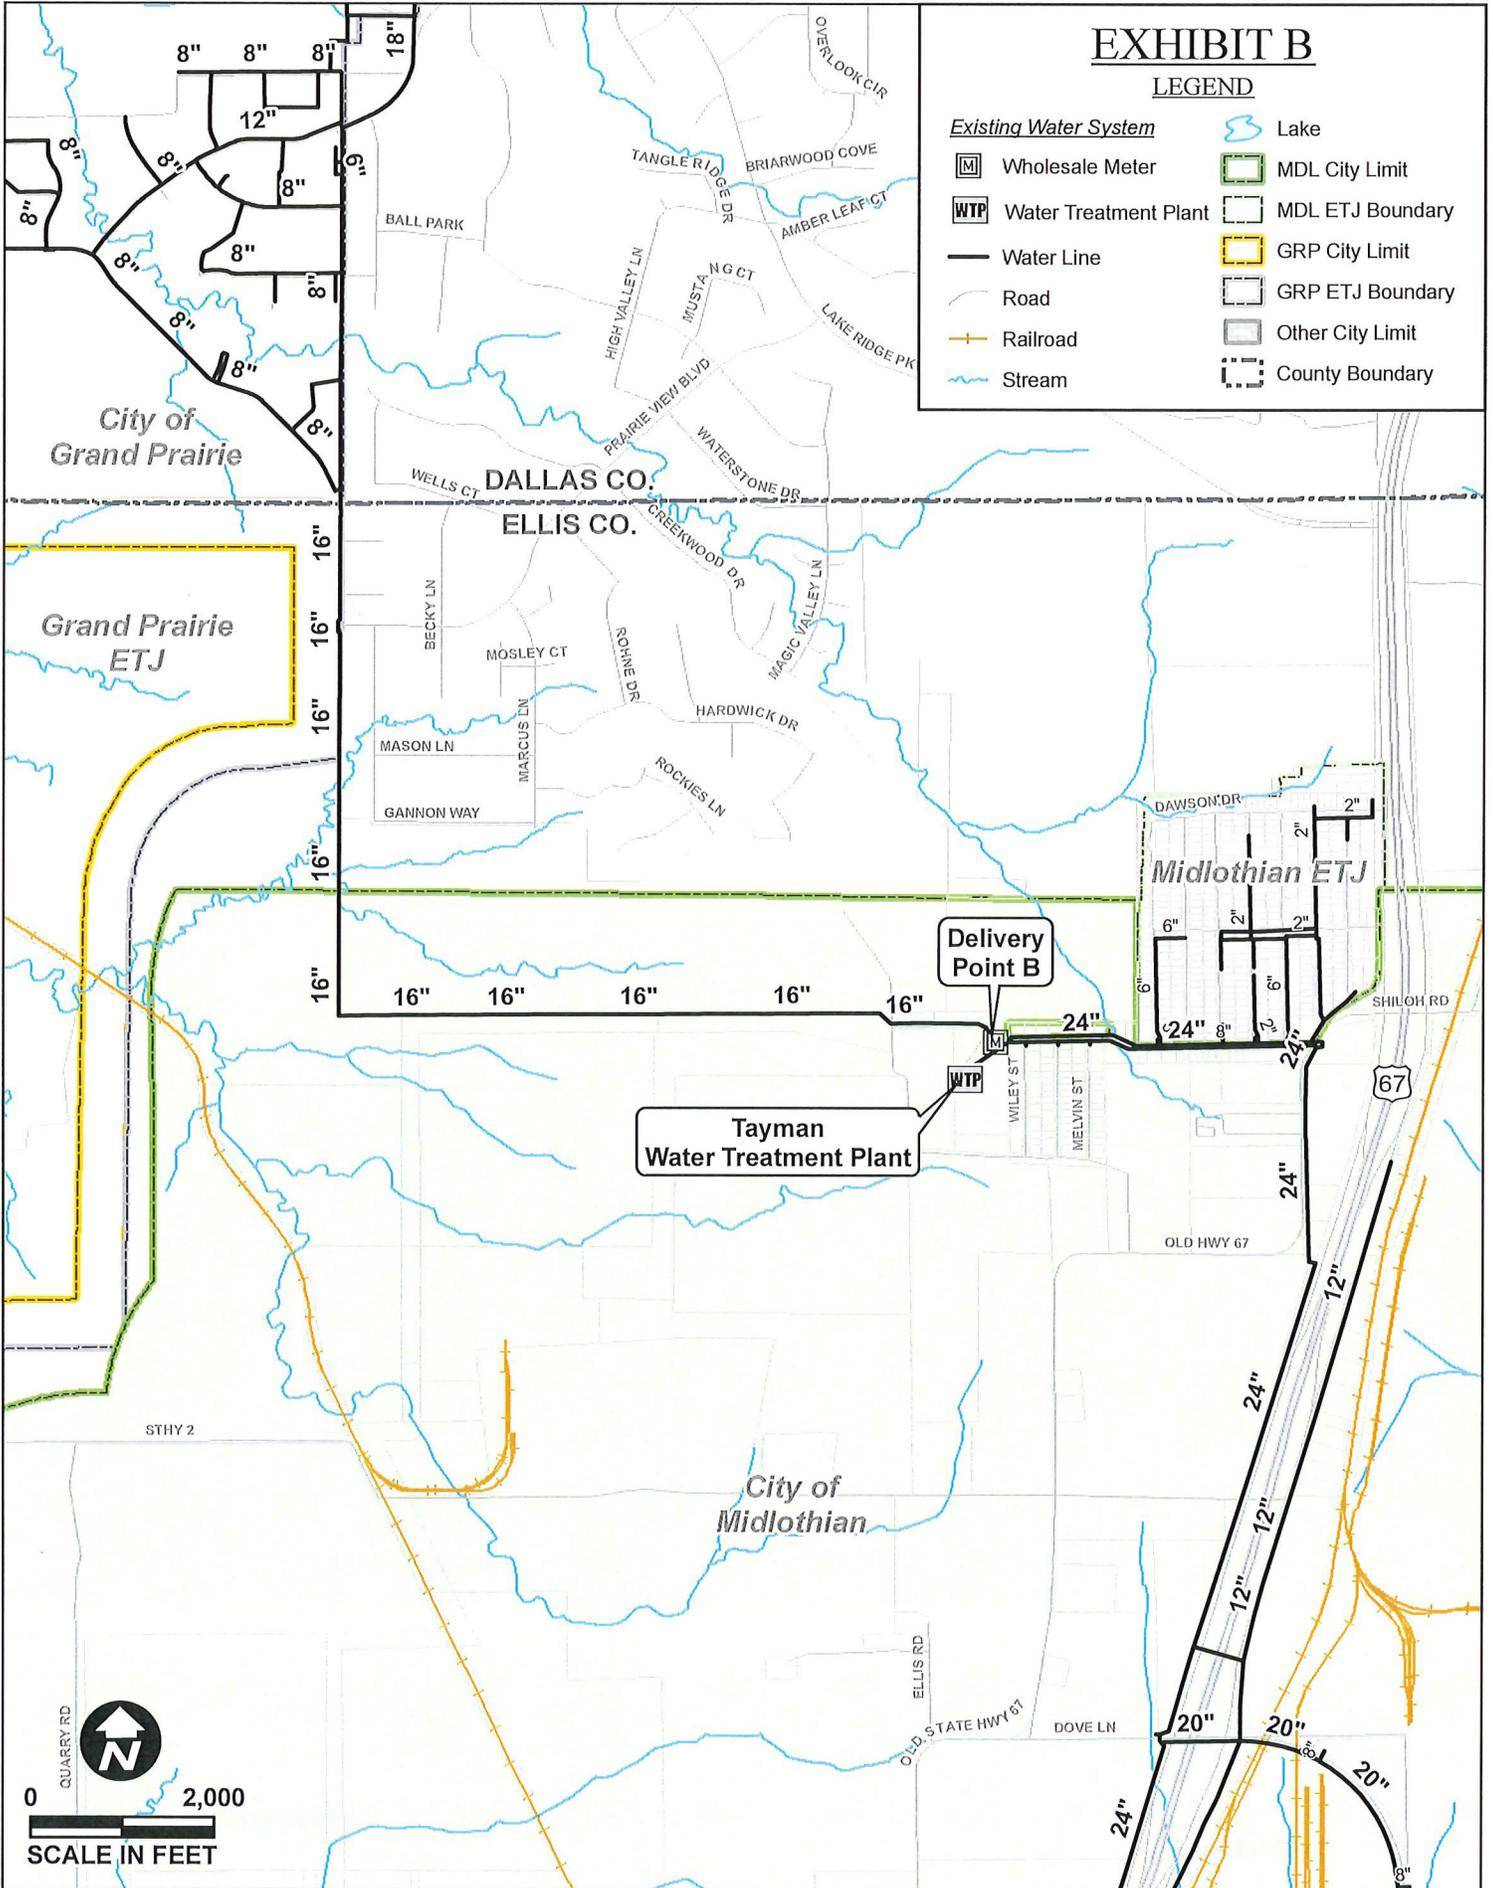 EXHIBIT B
LEGEND
Existing Water System
M Wholesale Meter
WTP Water Treatment Plant
Water Line
Road
Railroad
Stream
Lake
MDL City Limit
MDL ETJ Boundary
GRP City Limit
GRP ETJ Boundary
Other City Limit
County Boundary
8" 8" 8" 18"
12"
8"
8"
6"
8"
8"
8"
8"
8"
8"
8"
8"
OVERLOOK CIR
TANGLE RIDGE DR
BRIARWOOD COVE
AMBER LEAF CT
BALL PARK
HIGH VALLEY LN
MUSTA NG CT
LAKE RIDGE PK
PRAIRIE VIEW BLVD
City of
Grand Prairie
WATERSTONE DR
WELLS CT
DALLAS CO.
ELLIS CO.
CREEKWOOD DR
16"
MAGIC VALLEY LN
BECKY LN
Grand Prairie
ETJ
16"
MOSLEY CT
ROHNE DR
16"
MARCUS LN
HARDWICK DR
MASON LN
ROCKIES LN
GANNON WAY
DAWSON DR
2"
2"
16"
Midlothian ETJ
6" 2" 2"
Delivery
Point B
16"
16" 16" 16" 16" 16"
6"
6"
SHILOH RD
24" 24" 8" 2" 24"
M
WTP
WILEY ST
MELVIN ST
67
Tayman
Water Treatment Plant
24"
OLD HWY 67
12"
24"
STHY 2
City of
Midlothian
12"
12"
ELLIS RD
QUARRY RD
OLD STATE HWY 67
DOVE LN
20" 20"
8"
20"
24"
8"
N
0 2,000
SCALE IN FEET